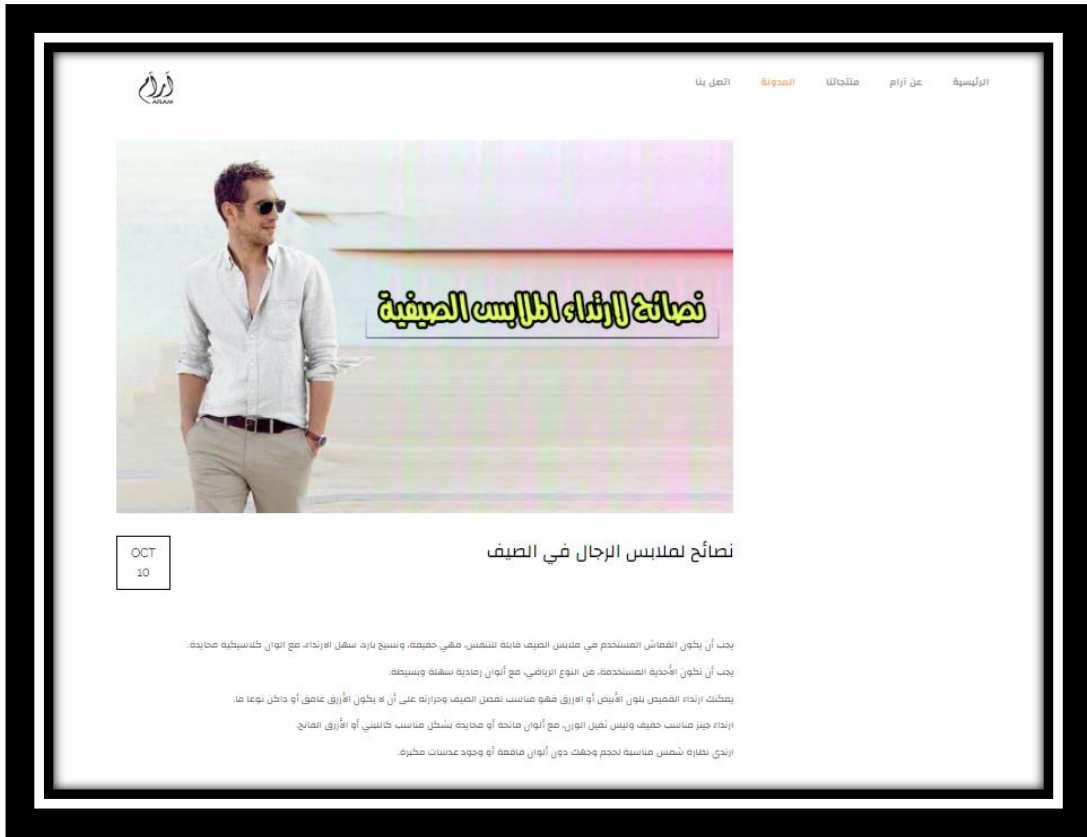 أرام
ARAM
الرئيسية
عن آرام
منتجاتنا
المدونة
اتصل بنا
نصائح لارتداء الملابس الصيفية
نصائح لملابس الرجال في الصيف
OCT
10
يجب أن يكون القماش المستخدم في ملابس الصيف قابلة للتنفس، فهي خفيفة، ونسيج بارد، سهل الارتداء، مع الوان كلاسيكية محايدة.
يجب أن تكون الأحذية المستخدمة، من النوع الرياضي، مع ألوان رمادية سهلة وبسيطة.
يمكنك ارتداء القميص بلون الأبيض أو الازرق فهو مناسب لفصل الصيف وحرارته على أن لا يكون الأزرق غامق أو داكن نوعا ما.
ارتداء جينز مناسب خفيف وليس ثقيل الوزن، مع ألوان فاتحة أو محايدة بشكل مناسب كالبني أو الأزرق الفاتح.
ارتدي نظارة شمس مناسبة لحجم وجهك دون ألوان فاقعة أو وجود عدسات مكبرة.